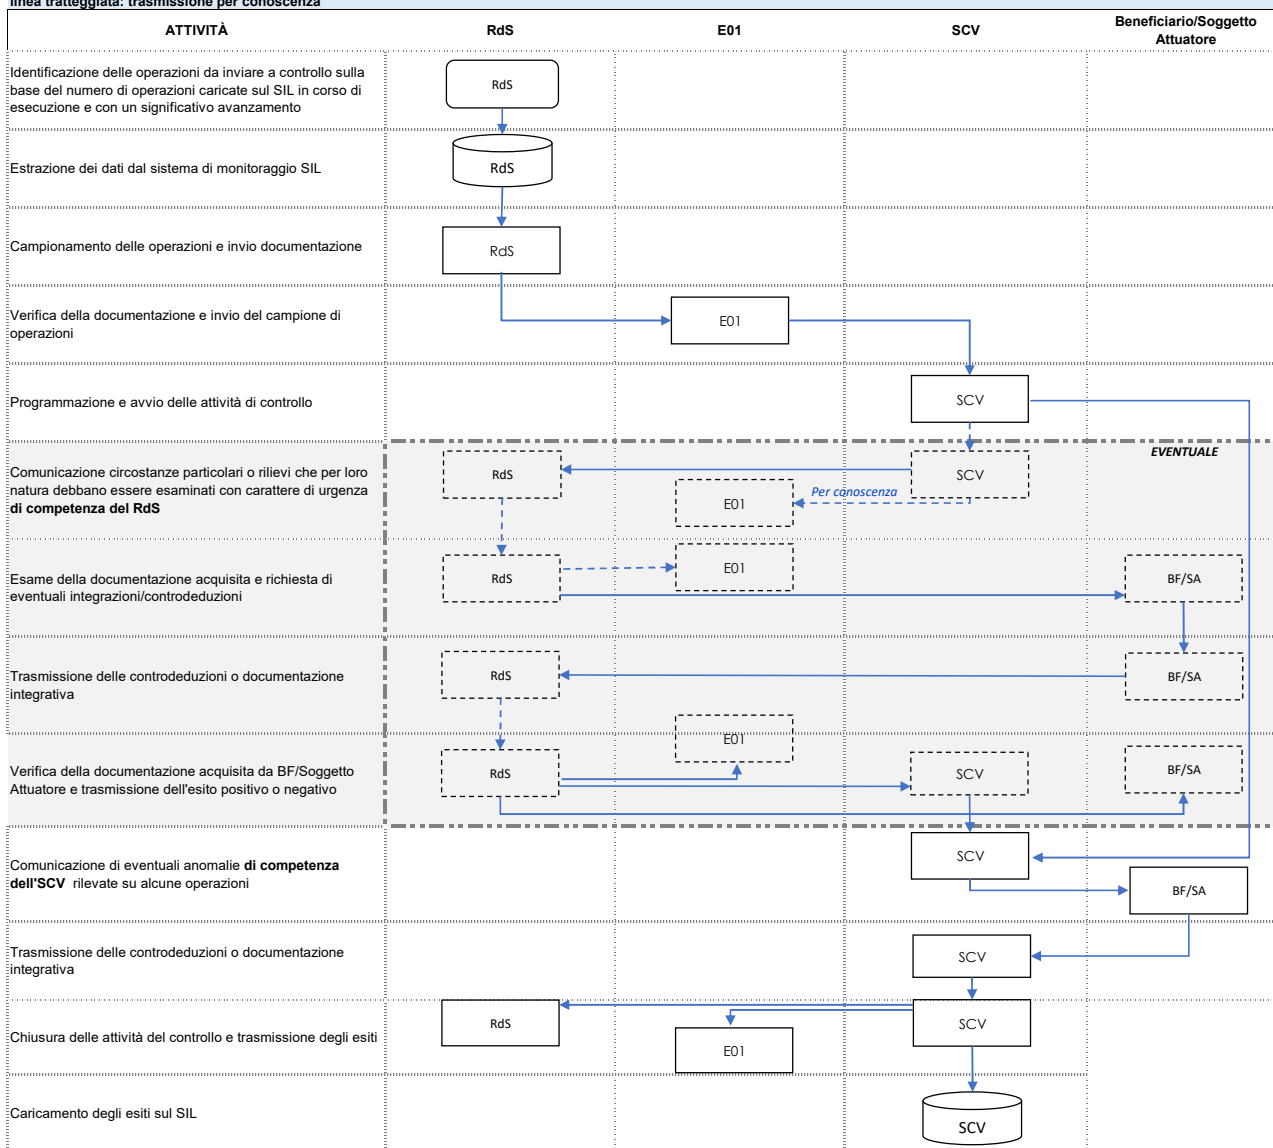 linea tratteggiata: trasmissione per conoscenza
ATTIVITÀ
RdS
E01
SCV
Beneficiario/Soggetto
Attuatore
Identificazione delle operazioni da inviare a controllo sulla
base del numero di operazioni caricate sul SIL in corso di
esecuzione e con un significativo avanzamento
RdS
Estrazione dei dati dal sistema di monitoraggio SIL
RdS
Campionamento delle operazioni e invio documentazione
RdS
Verifica della documentazione e invio del campione di
operazioni
E01
Programmazione e avvio delle attività di controllo
SCV
EVENTUALE
Comunicazione circostanze particolari o rilievi che per loro
natura debbano essere esaminati con carattere di urgenza
di competenza del RdS
RdS
SCV
Per conoscenza
E01
Esame della documentazione acquisita e richiesta di
eventuali integrazioni/controdeduzioni
RdS
E01
BF/SA
Trasmissione delle controdeduzioni o documentazione
integrativa
RdS
BF/SA
Verifica della documentazione acquisita da BF/Soggetto
Attuatore e trasmissione dell'esito positivo o negativo
RdS
E01
SCV
BF/SA
Comunicazione di eventuali anomalie di competenza
dell'SCV rilevate su alcune operazioni
SCV
BF/SA
Trasmissione delle controdeduzioni o documentazione
integrativa
SCV
Chiusura delle attività del controllo e trasmissione degli esiti
RdS
E01
SCV
Caricamento degli esiti sul SIL
SCV